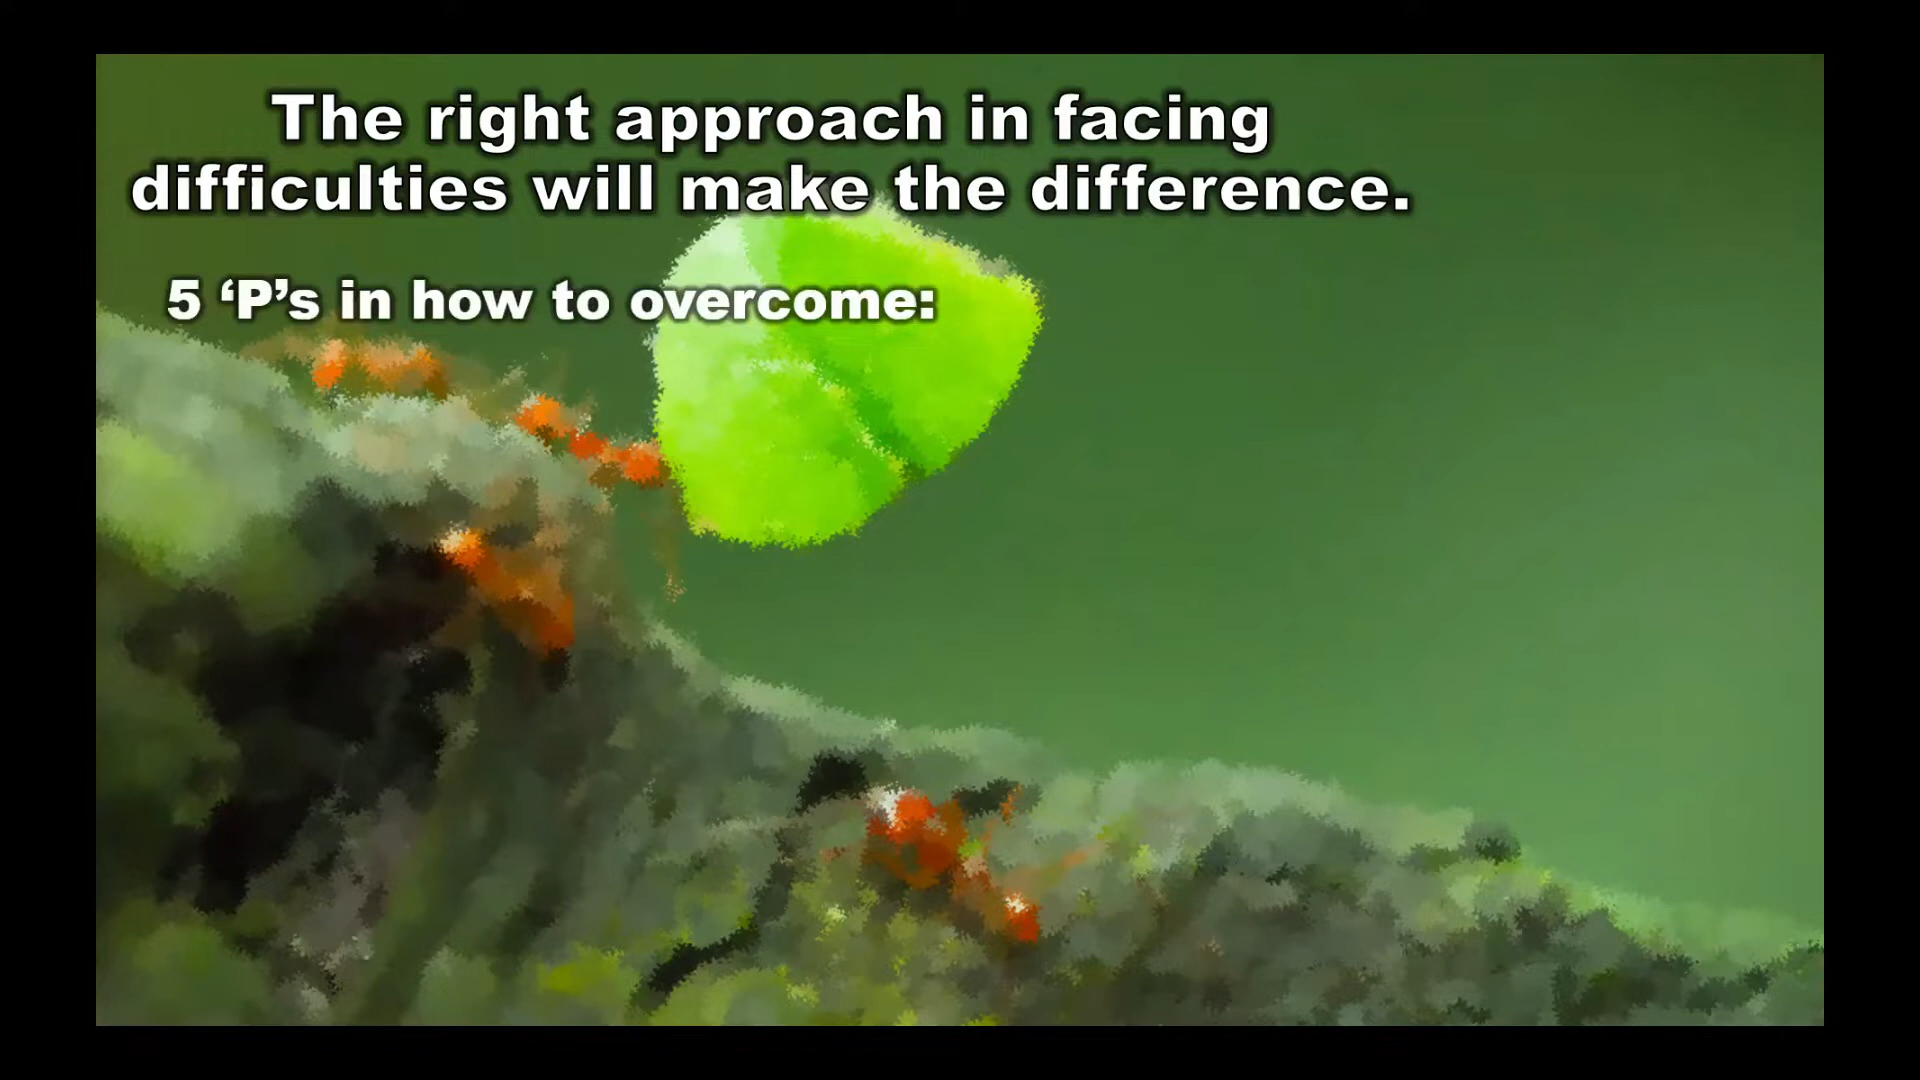 The right approach in facing
difficulties will make the difference.
5 ‘P’s in how to overcome: